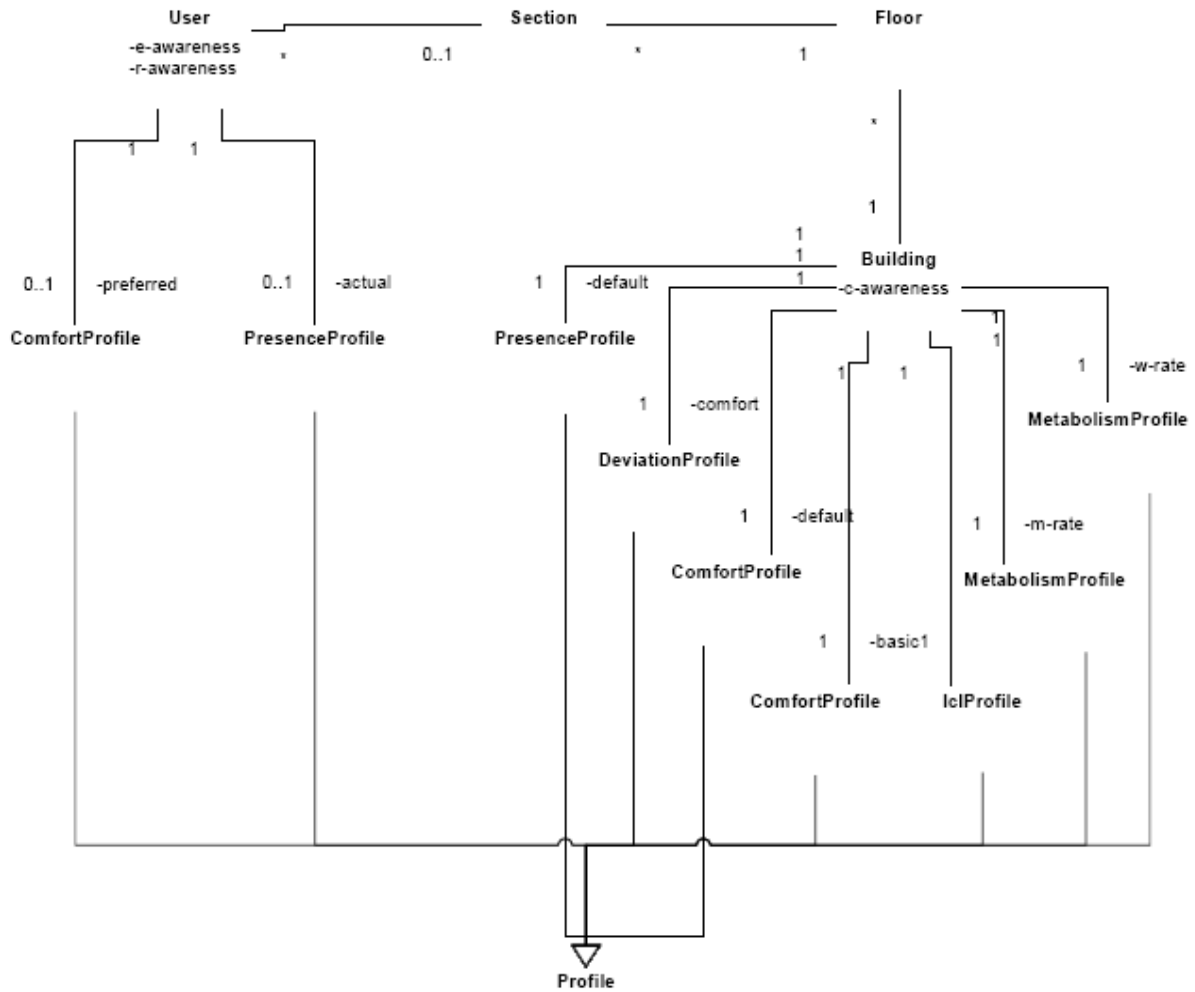 User
Section
Floor
-e-awareness
-r-awareness
*
0..1
*
1
1
1
*
1
1
1
Building
1
-c-awareness
0..1
-preferred
0..1
-actual
1
-default
ComfortProfile
PresenceProfile
PresenceProfile
1
1
1
1
1
-w-rate
1
-comfort
MetabolismProfile
DeviationProfile
1
-default
1
-m-rate
ComfortProfile
MetabolismProfile
1
-basic1
ComfortProfile
IclProfile
Profile